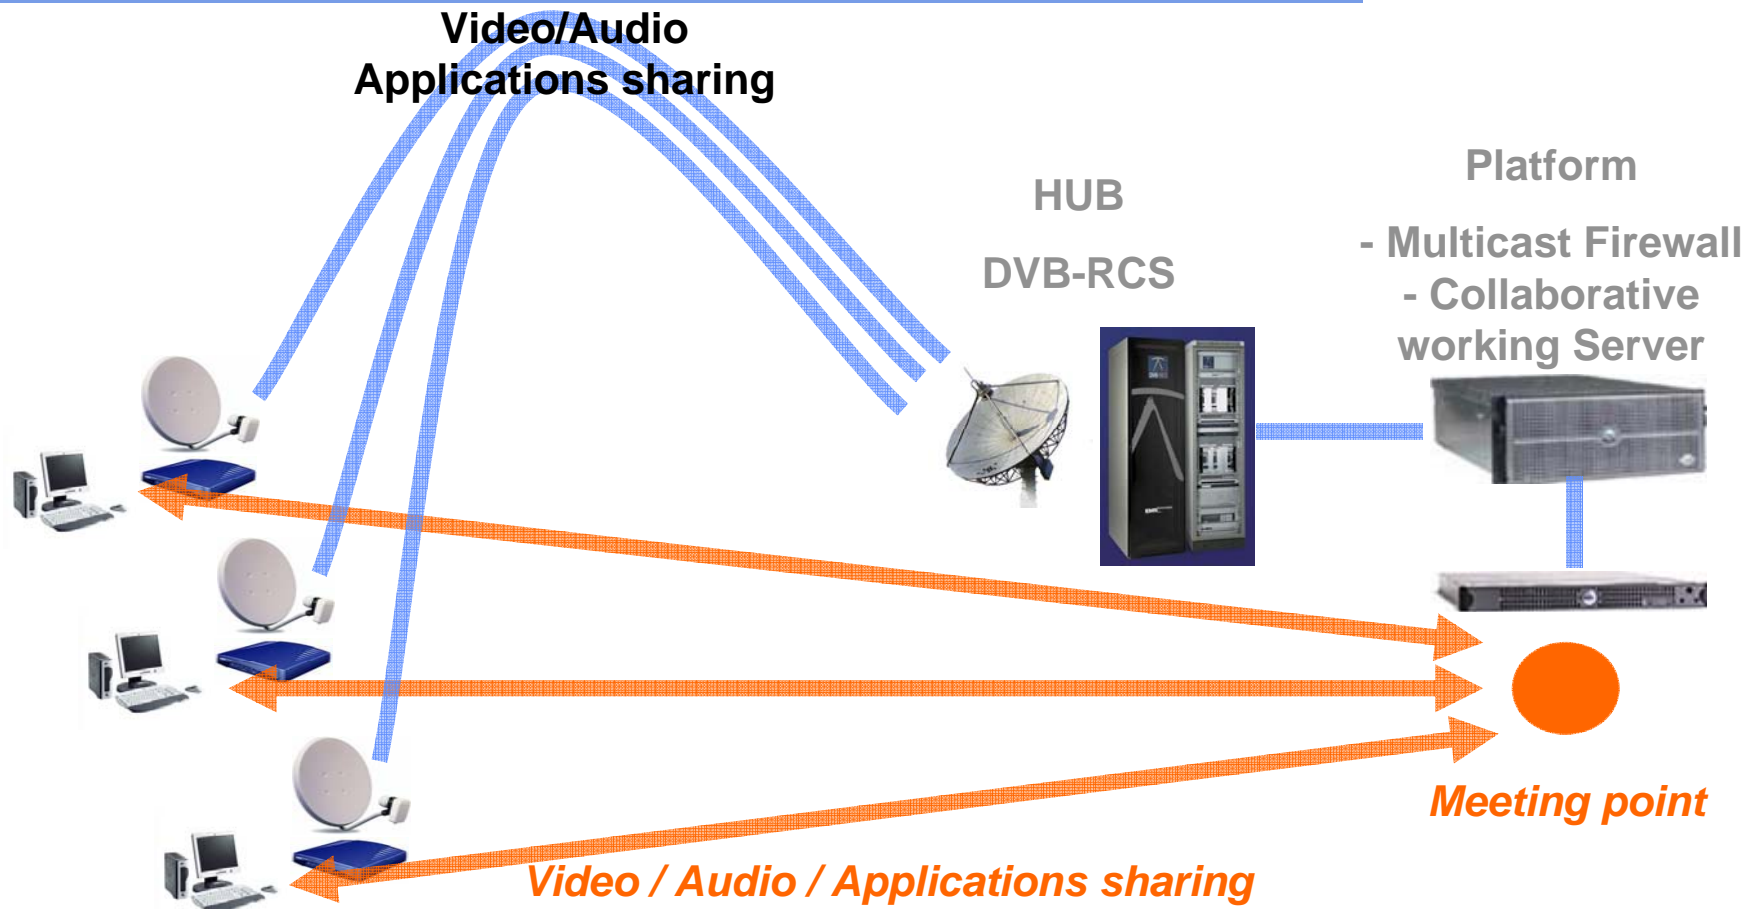 Video/Audio
Applications sharing
HUB
DVB-RCS
Platform
- Multicast Firewall
- Collaborative
working Server
Meeting point
Video / Audio / Applications sharing